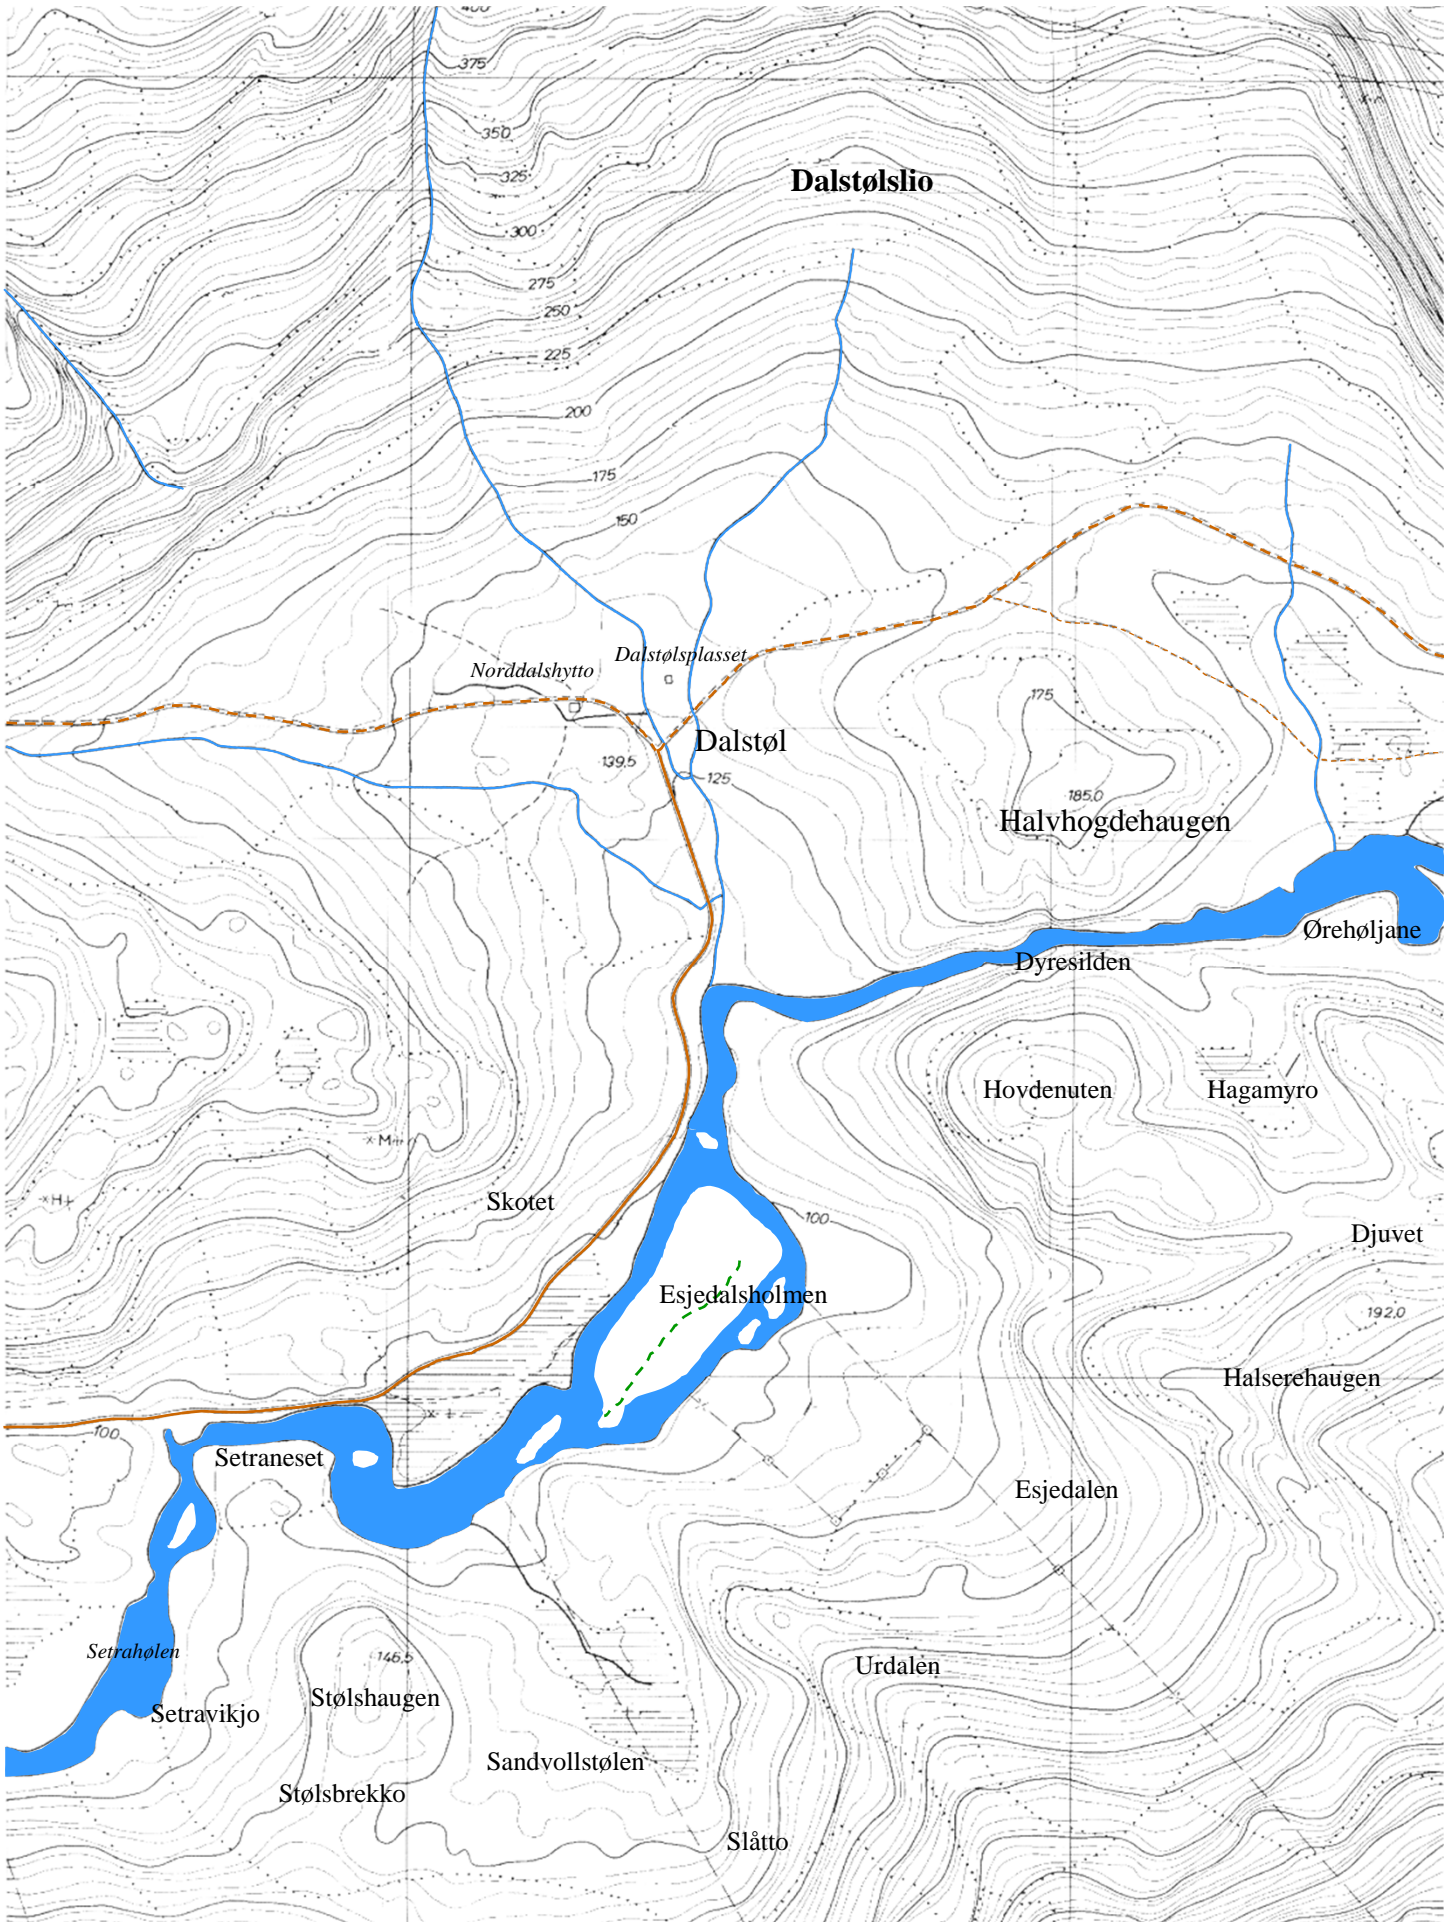 400
375
350
325
Dalstølslio
300
275
250
225
200
175
150
Dalstølsplasset
Norddalshytto
175
Dalstøl
139.5
125
185.0
Halvhogdehaugen
Ørehøljane
Dyresilden
Hovdenuten
Hagamyro
M
H
Skotet
100
Djuvet
Esjedalsholmen
192.0
Halserehaugen
100
Setraneset
Esjedalen
Setrahølen
146.5
Urdalen
Stølshaugen
Setravikjo
Sandvollstølen
Stølsbrekko
Slåtto